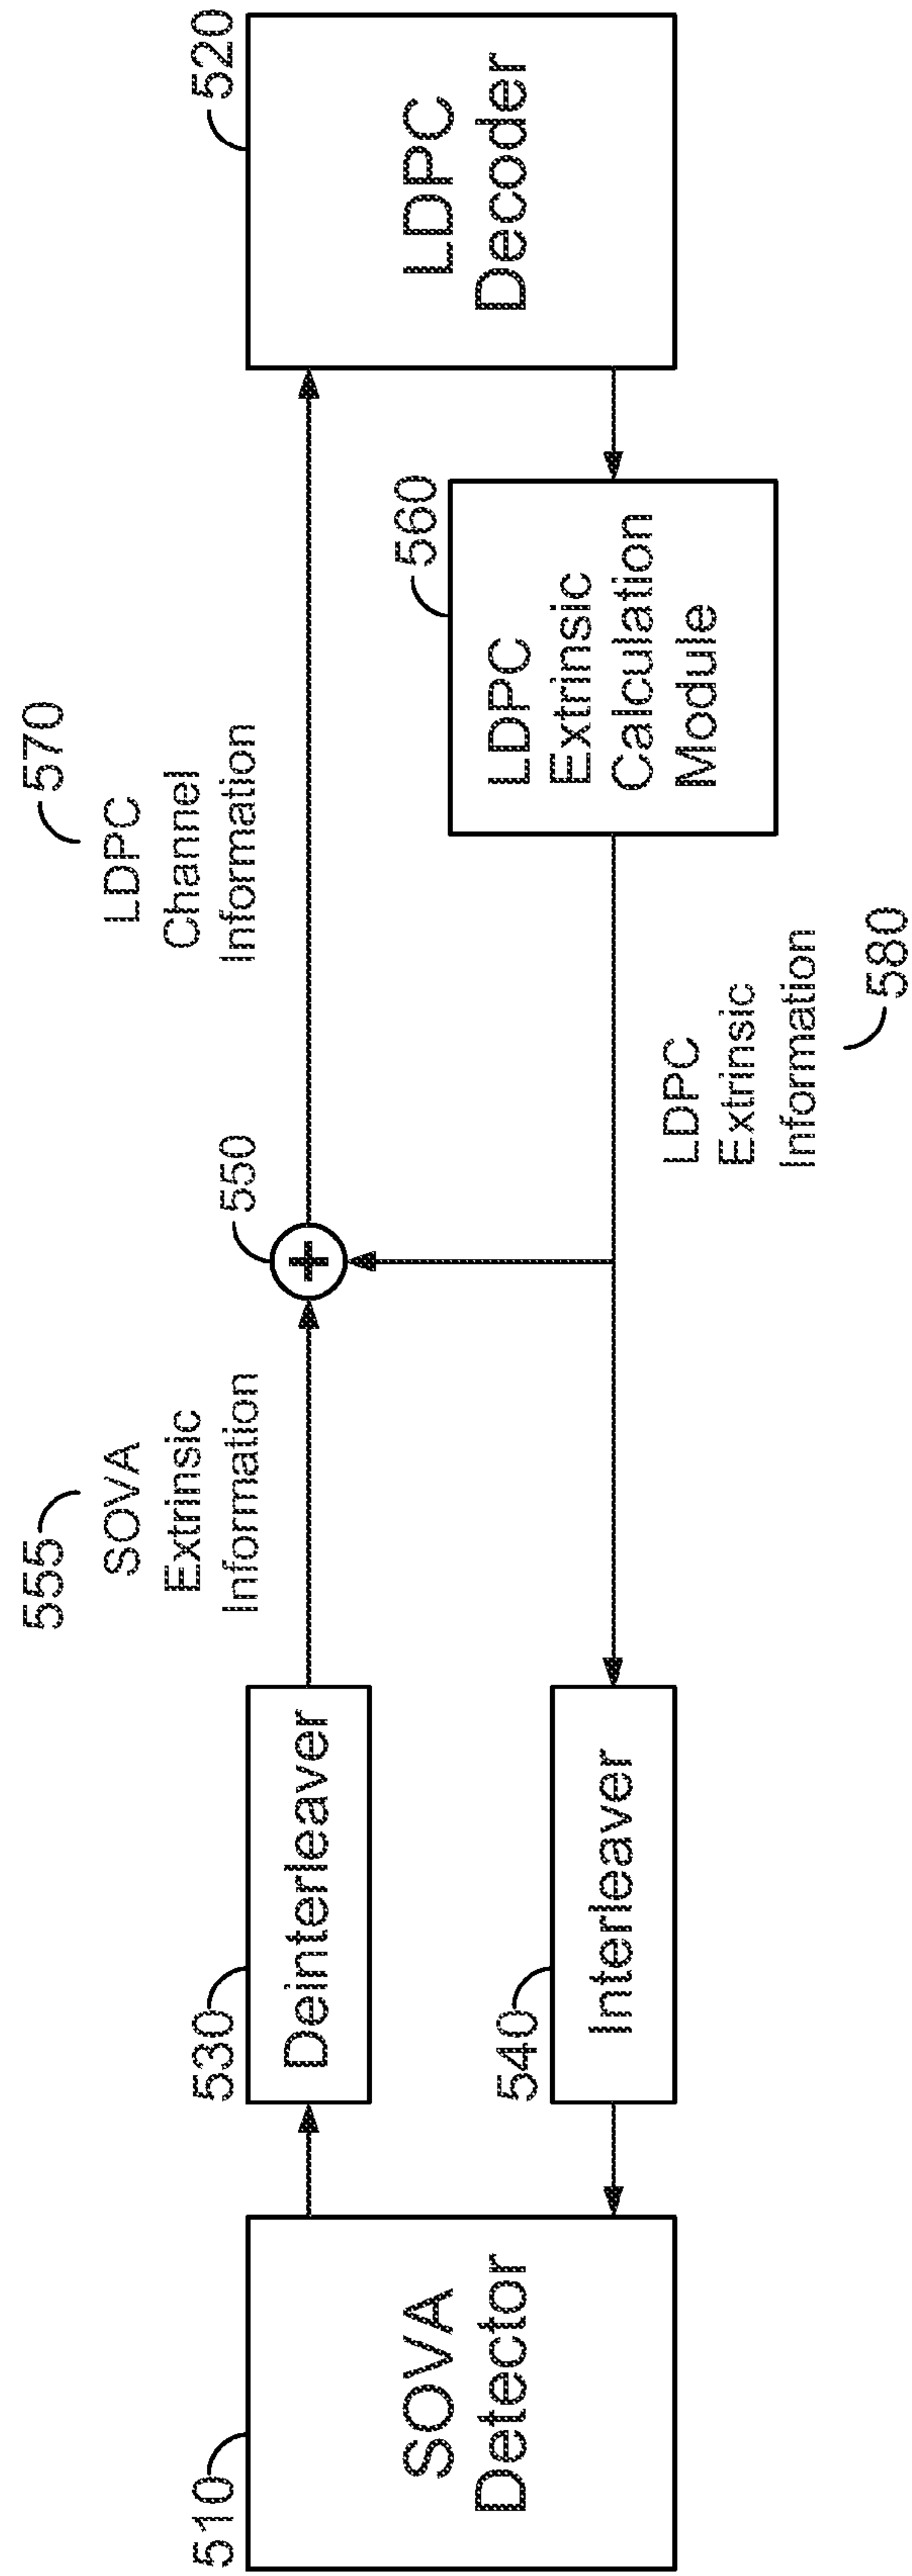 510
SOVA
Detector
530
Deinterleaver
540
Interleaver
555
SOVA
Extrinsic
Information
550
+
570
LDPC
Channel
Information
LDPC
Extrinsic
Information
580
560
LDPC
Extrinsic
Calculation
Module
520
LDPC
Decoder